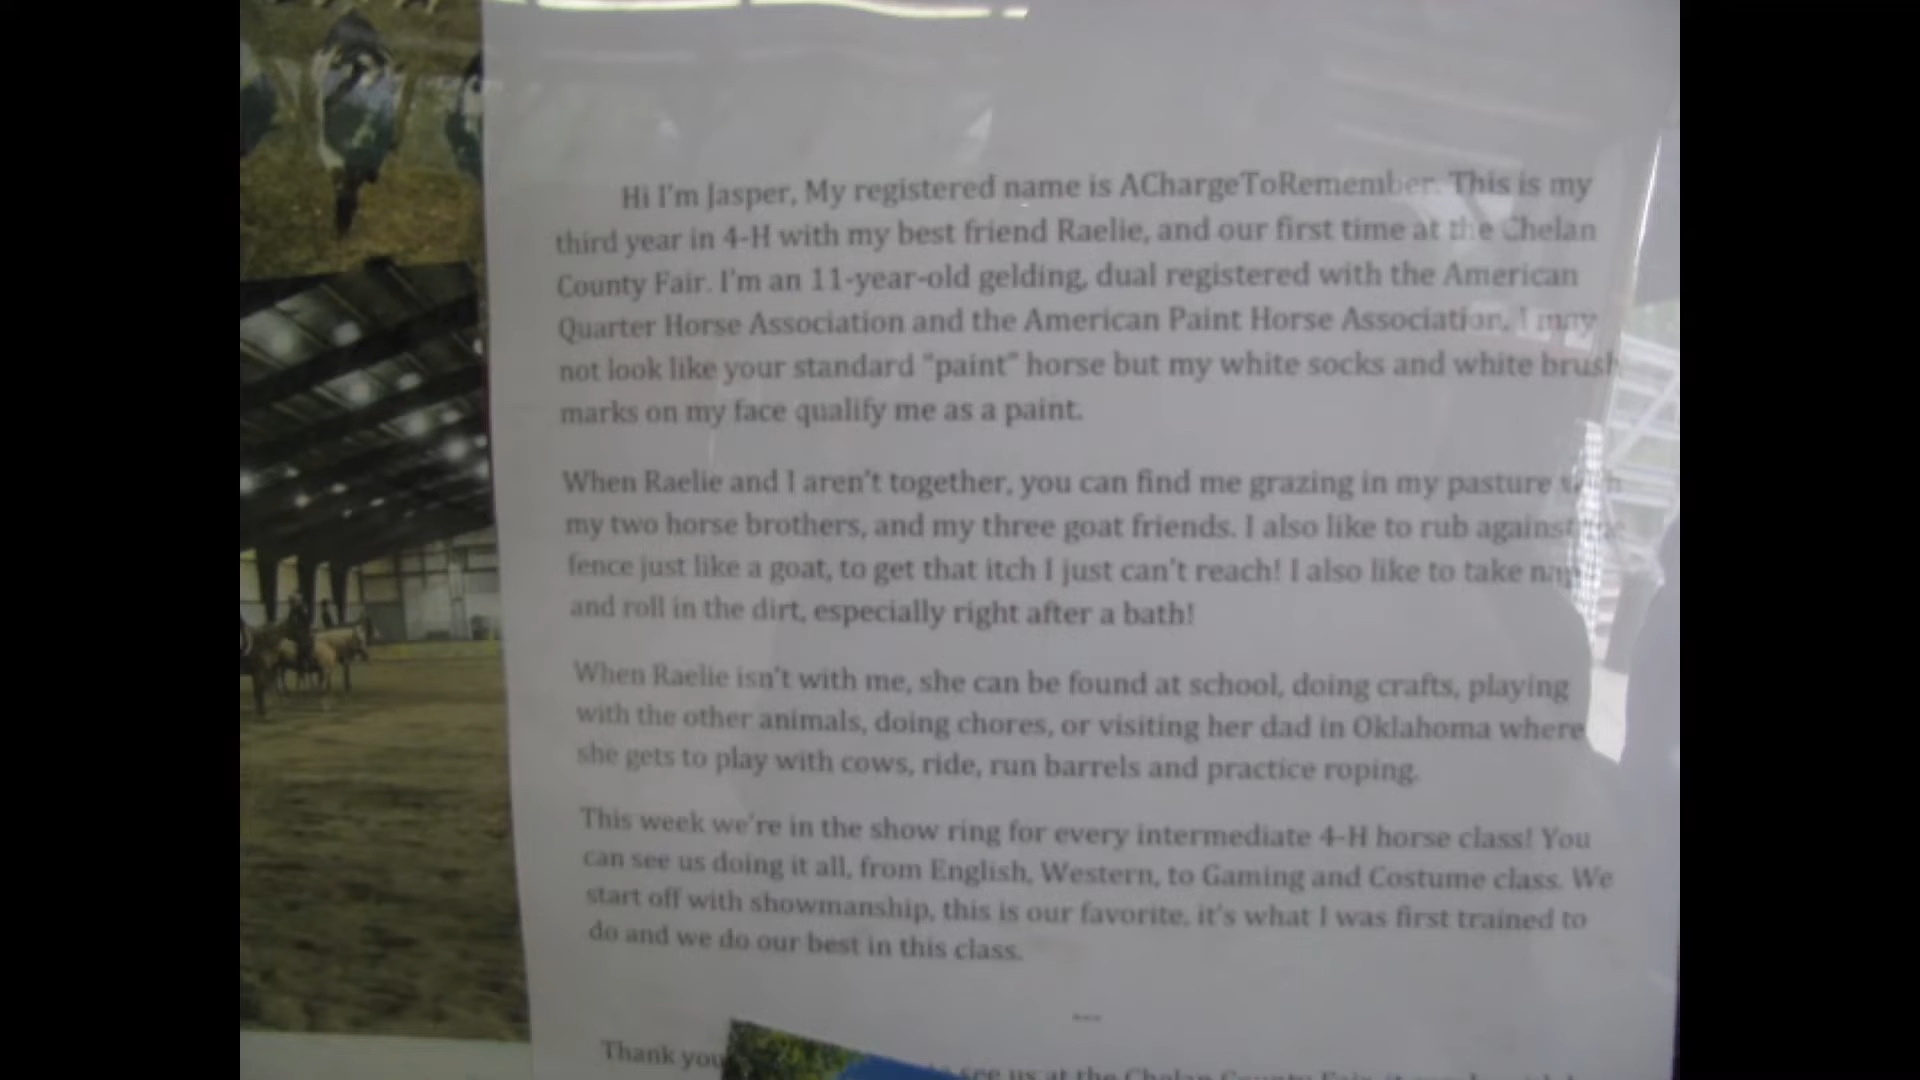 Hi I'm Jasper, My registered name is AChargeToRemember. This is my
third year in 4-H with my best friend Raelie, and our first time at the Chelan
County Fair. I'm an 11-year-old gelding, dual registered with the American
Quarter Horse Association and the American Paint Horse Association. I may
not look like your standard "paint" horse but my white socks and white brush
marks on my face qualify me as a paint.
When Raelie and I aren't together, you can find me grazing in my pasture with
my two horse brothers, and my three goat friends. I also like to rub against
fence just like a goat, to get that itch I just can't reach! I also like to take
and roll in the dirt, especially right after a bath!
When Raelie isn't with me, she can be found at school, doing crafts, playing
with the other animals, doing chores, or visiting her dad in Oklahoma where
she gets to play with cows, ride, run barrels and practice roping.
This week we're in the show ring for every intermediate 4-H horse class! You
can see us doing it all, from English, Western, to Gaming and Costume class. We
start off with showmanship, this is our favorite, it's what I was first trained to
do and we do our best in this class.
---
Thank you see us at the Chelan County Fair,